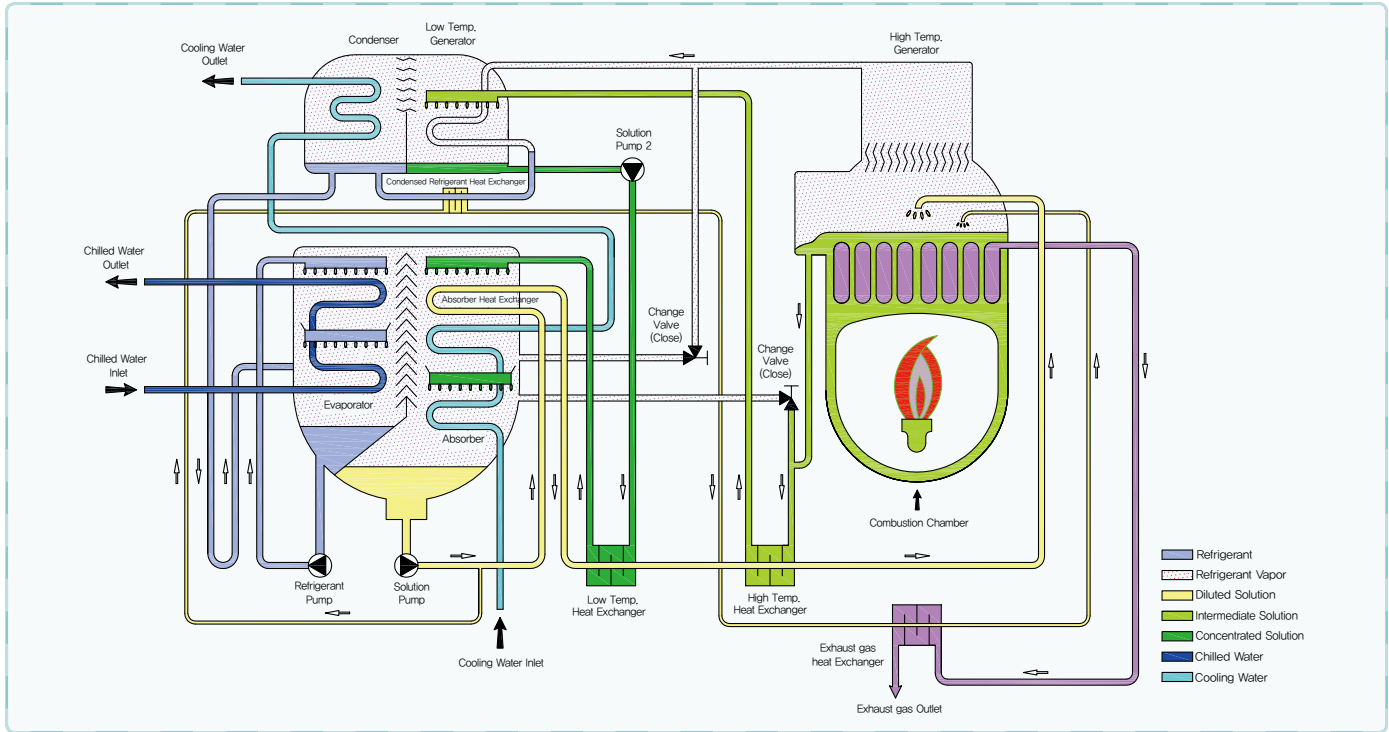 Low Temp.
Generator
Condenser
High Temp.
Generator
Cooling Water
Outlet
Solution
Pump 2
Condensed Refrigerant Heat Exchanger
Chilled Water
Outlet
Absorber Heat Exchanger
Change
Valve
(Close)
Change
Valve
(Close)
Chilled Water
Inlet
Evaporator
Absorber
Combustion Chamber
Refrigerant
Pump
Solution
Pump
Low Temp.
Heat Exchanger
High Temp.
Heat Exchanger
Cooling Water Inlet
Exhaust gas
heat Exchanger
Exhaust gas Outlet
Refrigerant
Refrigerant Vapor
Diluted Solution
Intermediate Solution
Concentrated Solution
Chilled Water
Cooling Water